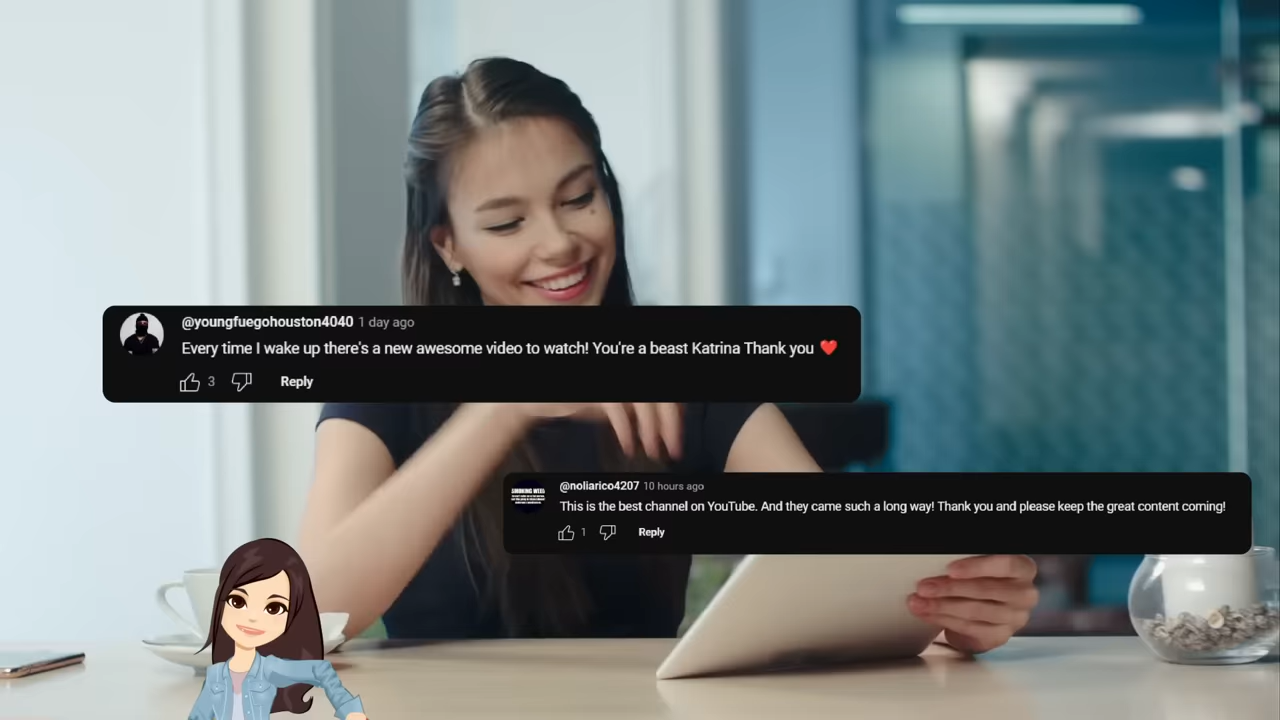 @youngfuegohouston4040 1 day ago
Every time I wake up there's a new awesome video to watch! You're a beast Katrina Thank you ❤️
3 Reply
@noliarico4207 10 hours ago
This is the best channel on YouTube. And they came such a long way! Thank you and please keep the great content coming!
1 Reply